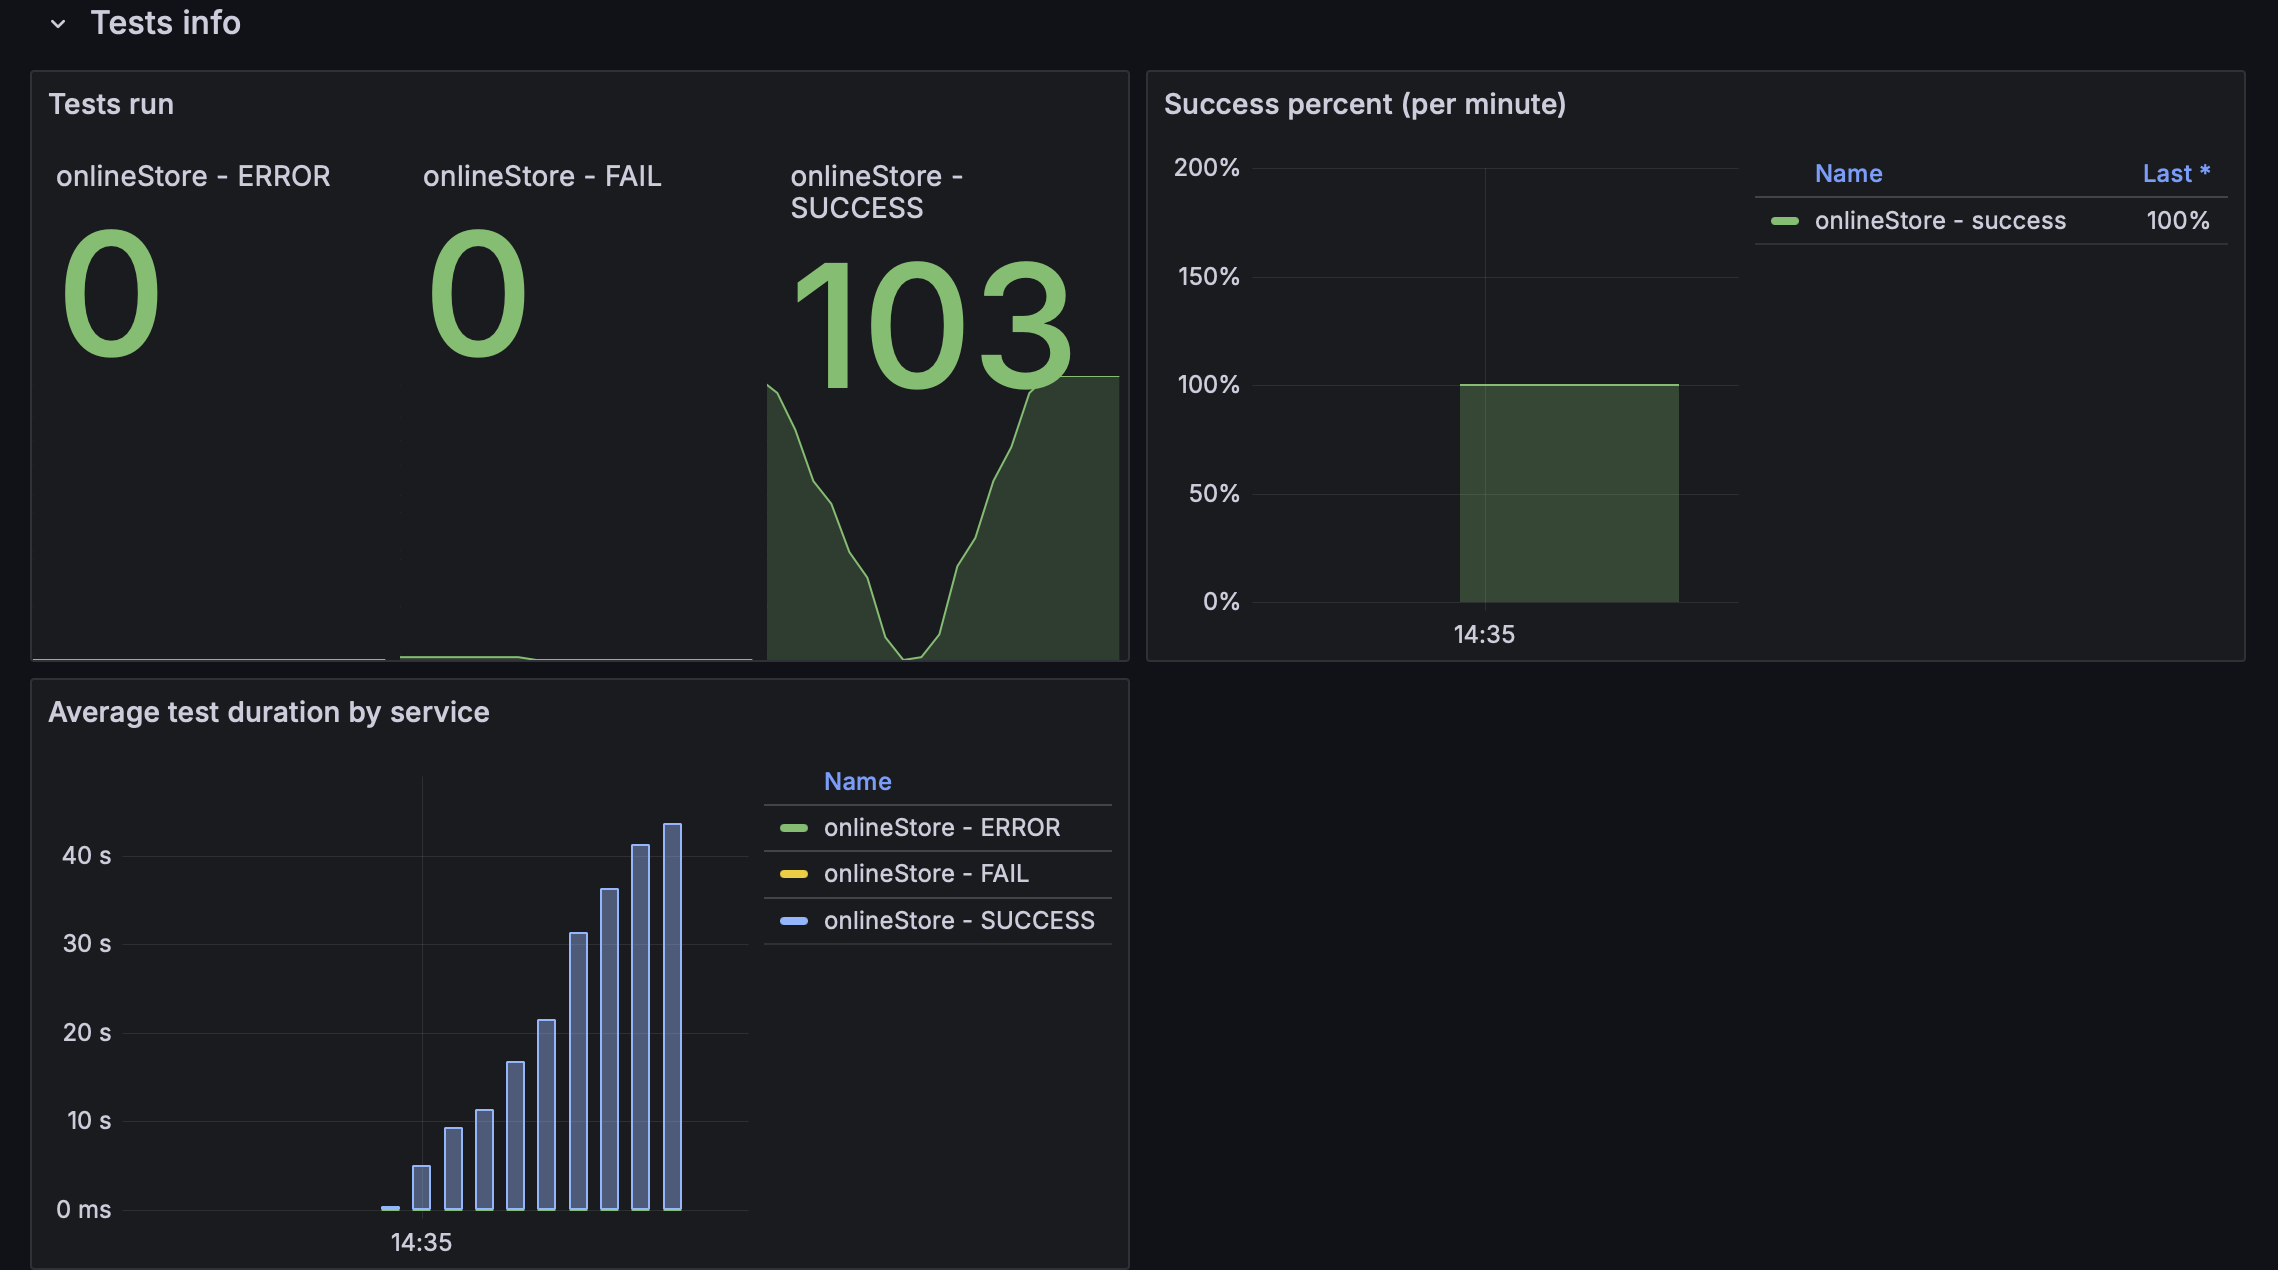 Tests info
Tests run
onlineStore - ERROR
0
onlineStore - FAIL
0
onlineStore -
SUCCESS
103
Success percent (per minute)
200%
150%
100%
50%
0%
14:35
Name Last *
onlineStore - success 100%
Average test duration by service
40 s
30 s
20 s
10 s
0 ms
14:35
Name
onlineStore - ERROR
onlineStore - FAIL
onlineStore - SUCCESS